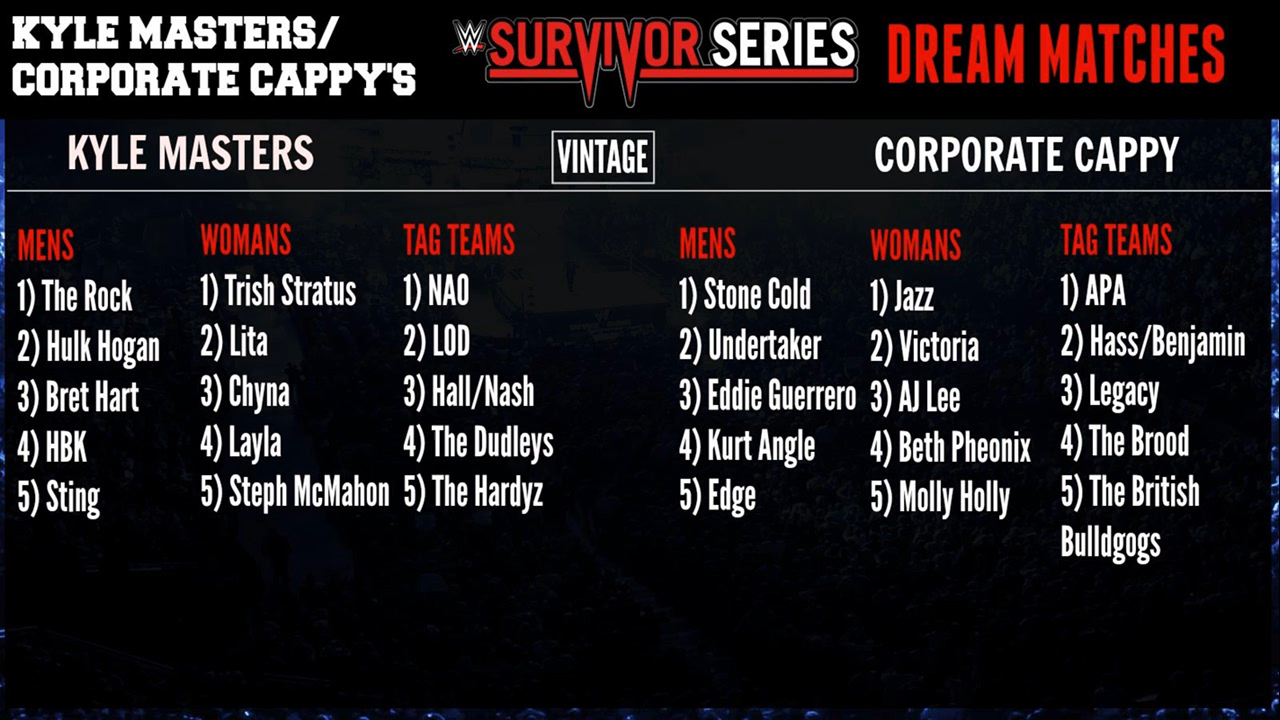 KYLE MASTERS/
CORPORATE CAPPY'S
W SURVIVOR SERIES
DREAM MATCHES
KYLE MASTERS
VINTAGE
CORPORATE CAPPY
MENS
1) The Rock
2) Hulk Hogan
3) Bret Hart
4) HBK
5) Sting
WOMANS
1) Trish Stratus
2) Lita
3) Chyna
4) Layla
5) Steph McMahon
TAG TEAMS
1) NAO
2) LOD
3) Hall/Nash
4) The Dudleys
5) The Hardyz
MENS
1) Stone Cold
2) Undertaker
3) Eddie Guerrero
4) Kurt Angle
5) Edge
WOMANS
1) Jazz
2) Victoria
3) AJ Lee
4) Beth Pheonix
5) Molly Holly
TAG TEAMS
1) APA
2) Hass/Benjamin
3) Legacy
4) The Brood
5) The British
Bulldgogs